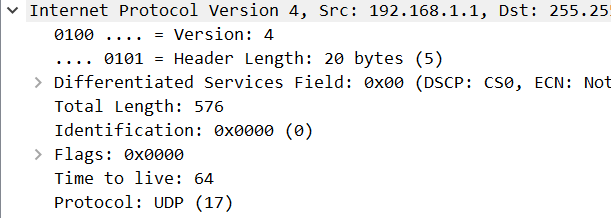 Internet Protocol Version 4, Src: 192.168.1.1, Dst: 255.25
0100 .... = Version: 4
.... 0101 = Header Length: 20 bytes (5)
Differentiated Services Field: 0x00 (DSCP: CS0, ECN: Not
Total Length: 576
Identification: 0x0000 (0)
Flags: 0x0000
Time to live: 64
Protocol: UDP (17)